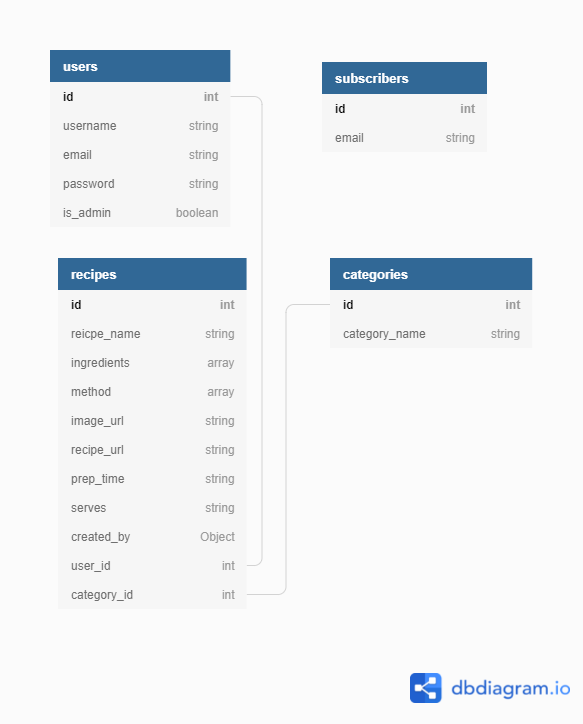 users
id int
username string
email string
password string
is_admin boolean
subscribers
id int
email string
recipes
id int
reicpe_name string
ingredients array
method array
image_url string
recipe_url string
prep_time string
serves string
created_by Object
user_id int
category_id int
categories
id int
category_name string
dbdiagram.io